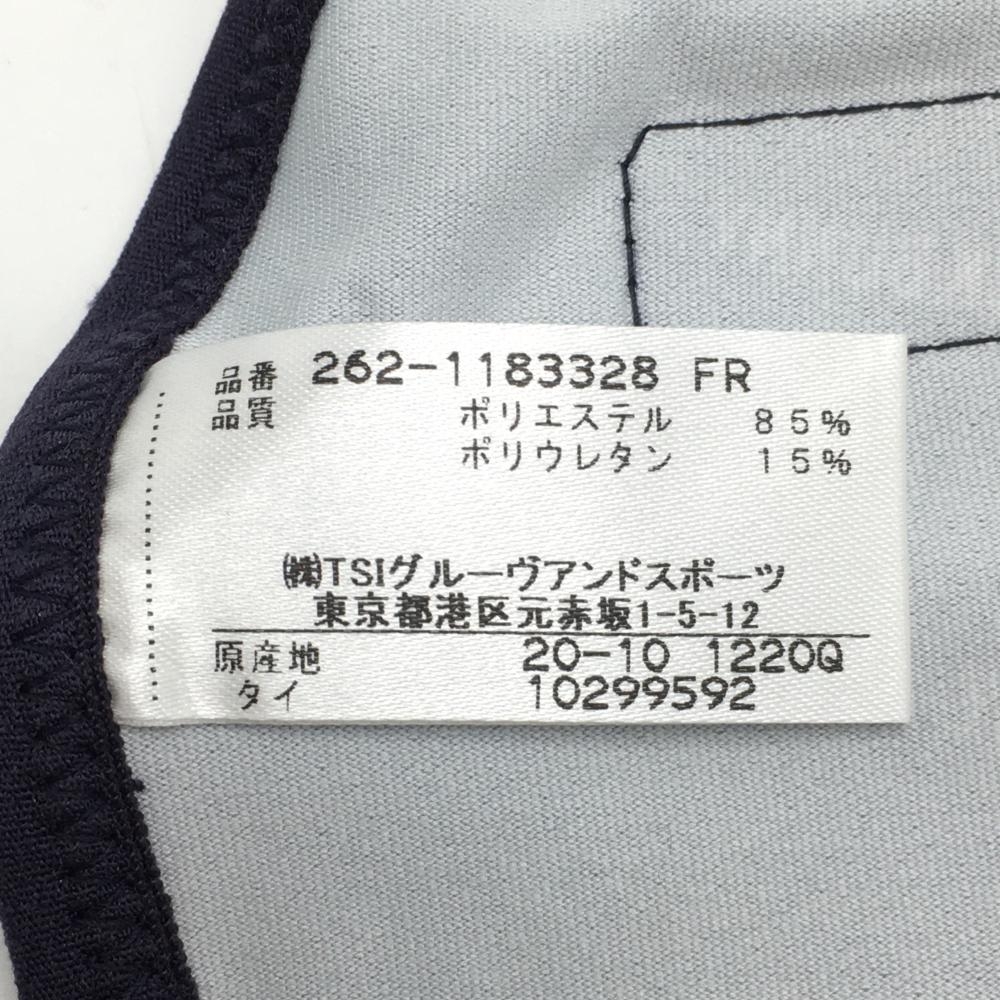 品番 262-1183328 FR
品質 ポリエステル 85%
ポリウレタン 15%
㈱TSIグルーヴアンドスポーツ
東京都港区元赤坂1-5-12
原産地 20-10 1220Q
タイ 10299592